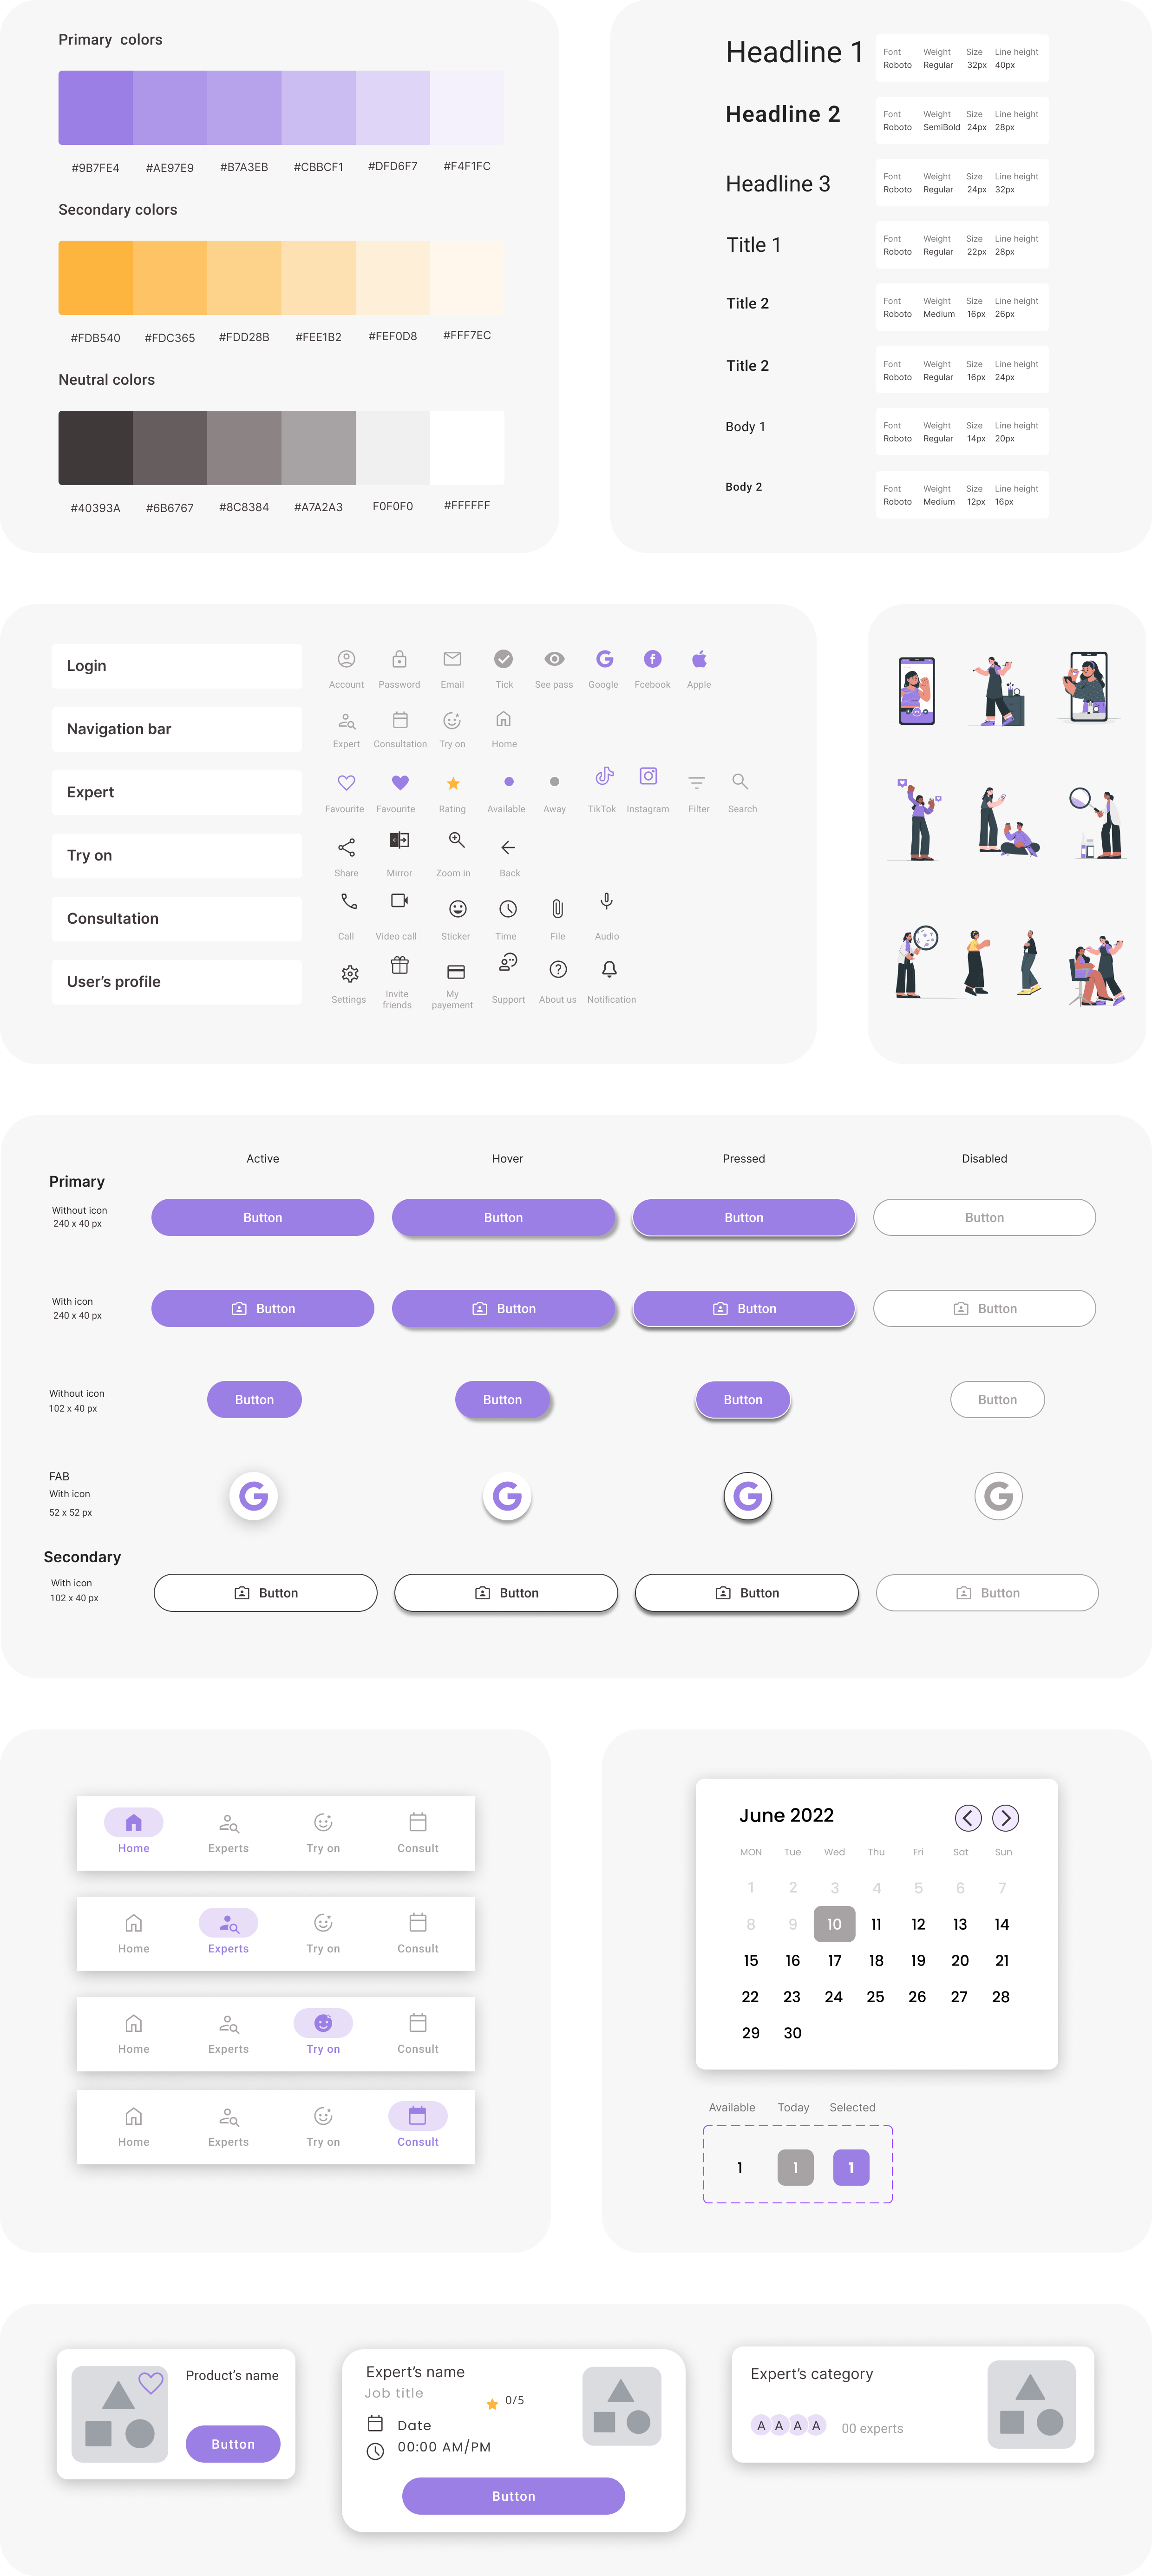 Primary colors
#9B7FE4 #AE97E9 #B7A3EB #CBBCF1 #DFD6F7 #F4F1FC
Secondary colors
#FDB540 #FDC365 #FDD28B #FEE1B2 #FEF0D8 #FFF7EC
Neutral colors
#40393A #6B6767 #8C8384 #A7A2A3 F0F0F0 #FFFFFF
Headline 1
Font Weight Size Line height
Roboto Regular 32px 40px
Headline 2
Font Weight Size Line height
Roboto SemiBold 24px 28px
Headline 3
Font Weight Size Line height
Roboto Regular 24px 32px
Title 1
Font Weight Size Line height
Roboto Regular 22px 28px
Title 2
Font Weight Size Line height
Roboto Medium 16px 26px
Title 2
Font Weight Size Line height
Roboto Regular 16px 24px
Body 1
Font Weight Size Line height
Roboto Regular 14px 20px
Body 2
Font Weight Size Line height
Roboto Medium 12px 16px
Login
Account Password Email Tick See pass Google Fcebook Apple
Navigation bar
Expert Consultation Try on Home
Expert
Favourite Favourite Rating Available Away TikTok Instagram Filter Search
Try on
Share Mirror Zoom in Back
Consultation
Call Video call Sticker Time File Audio
User's profile
Settings Invite friends My payement Support About us Notification
Active Hover Pressed Disabled
Primary
Without icon
240 x 40 px
Button Button Button Button
With icon
240 x 40 px
Button Button Button Button
Without icon
102 x 40 px
Button Button Button Button
FAB
With icon
52 x 52 px
Secondary
With icon
102 x 40 px
Button Button Button Button
Home Experts Try on Consult
Home Experts Try on Consult
Home Experts Try on Consult
Home Experts Try on Consult
June 2022
MON Tue Wed Thu Fri Sat Sun
1 2 3 4 5 6 7
8 9 10 11 12 13 14
15 16 17 18 19 20 21
22 23 24 25 26 27 28
29 30
Available Today Selected
1 1 1
Product's name
Button
Expert's name
Job title
0/5
Date
00:00 AM/PM
Button
Expert's category
A A A A 00 experts